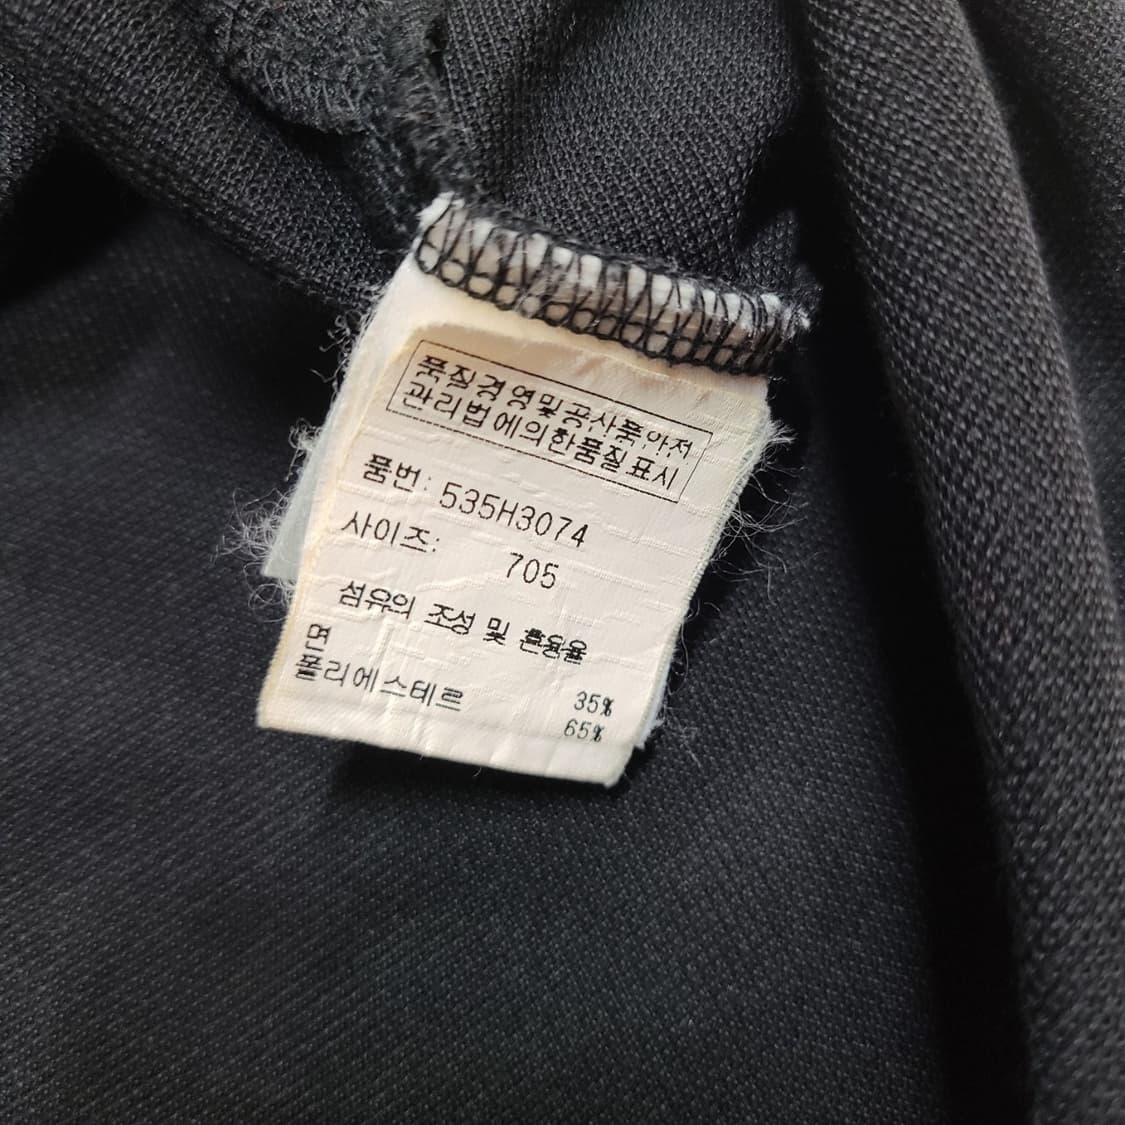 품질경영및공사품안전
관리법에의한품질표시
품번: 535H3074
사이즈: 705
섬유의 조성 및 혼용율
면 35%
폴리에스테르 65%